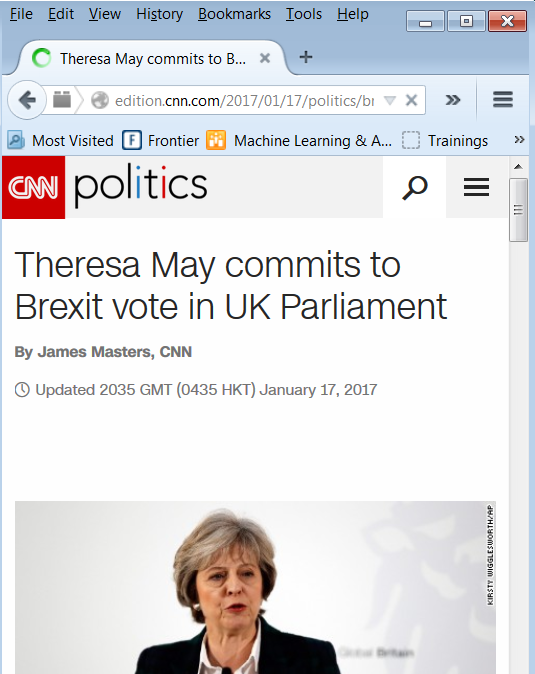 File Edit View History Bookmarks Tools Help
Theresa May commits to B...
edition.cnn.com/2017/01/17/politics/br
Most Visited Frontier Machine Learning & A... Trainings
CNN politics
Theresa May commits to
Brexit vote in UK Parliament
By James Masters, CNN
Updated 2035 GMT (0435 HKT) January 17, 2017
KIRSTY WIGGLESWORTH/AP
Global Britain